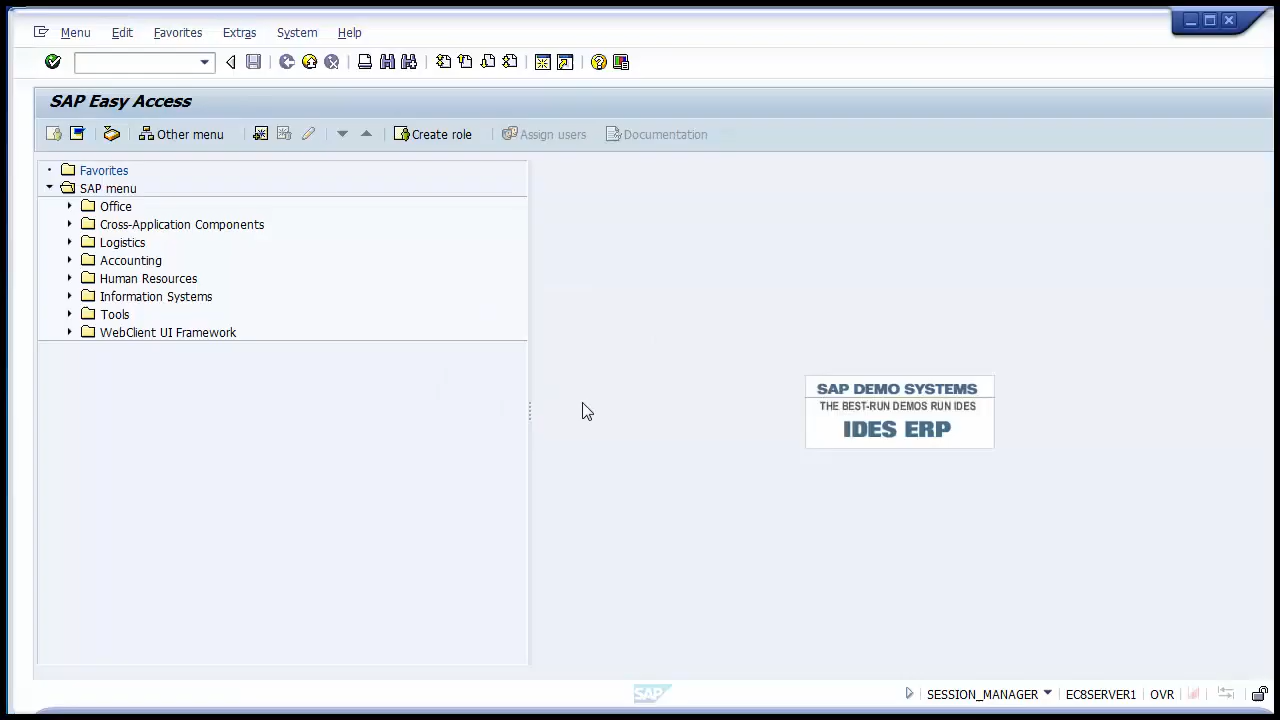 Menu Edit Favorites Extras System Help
SAP Easy Access
Other menu Create role Assign users Documentation
Favorites
SAP menu
Office
Cross-Application Components
Logistics
Accounting
Human Resources
Information Systems
Tools
WebClient UI Framework
SAP DEMO SYSTEMS
THE BEST-RUN DEMOS RUN IDES
IDES ERP
SAP SESSION_MANAGER EC8SERVER1 OVR